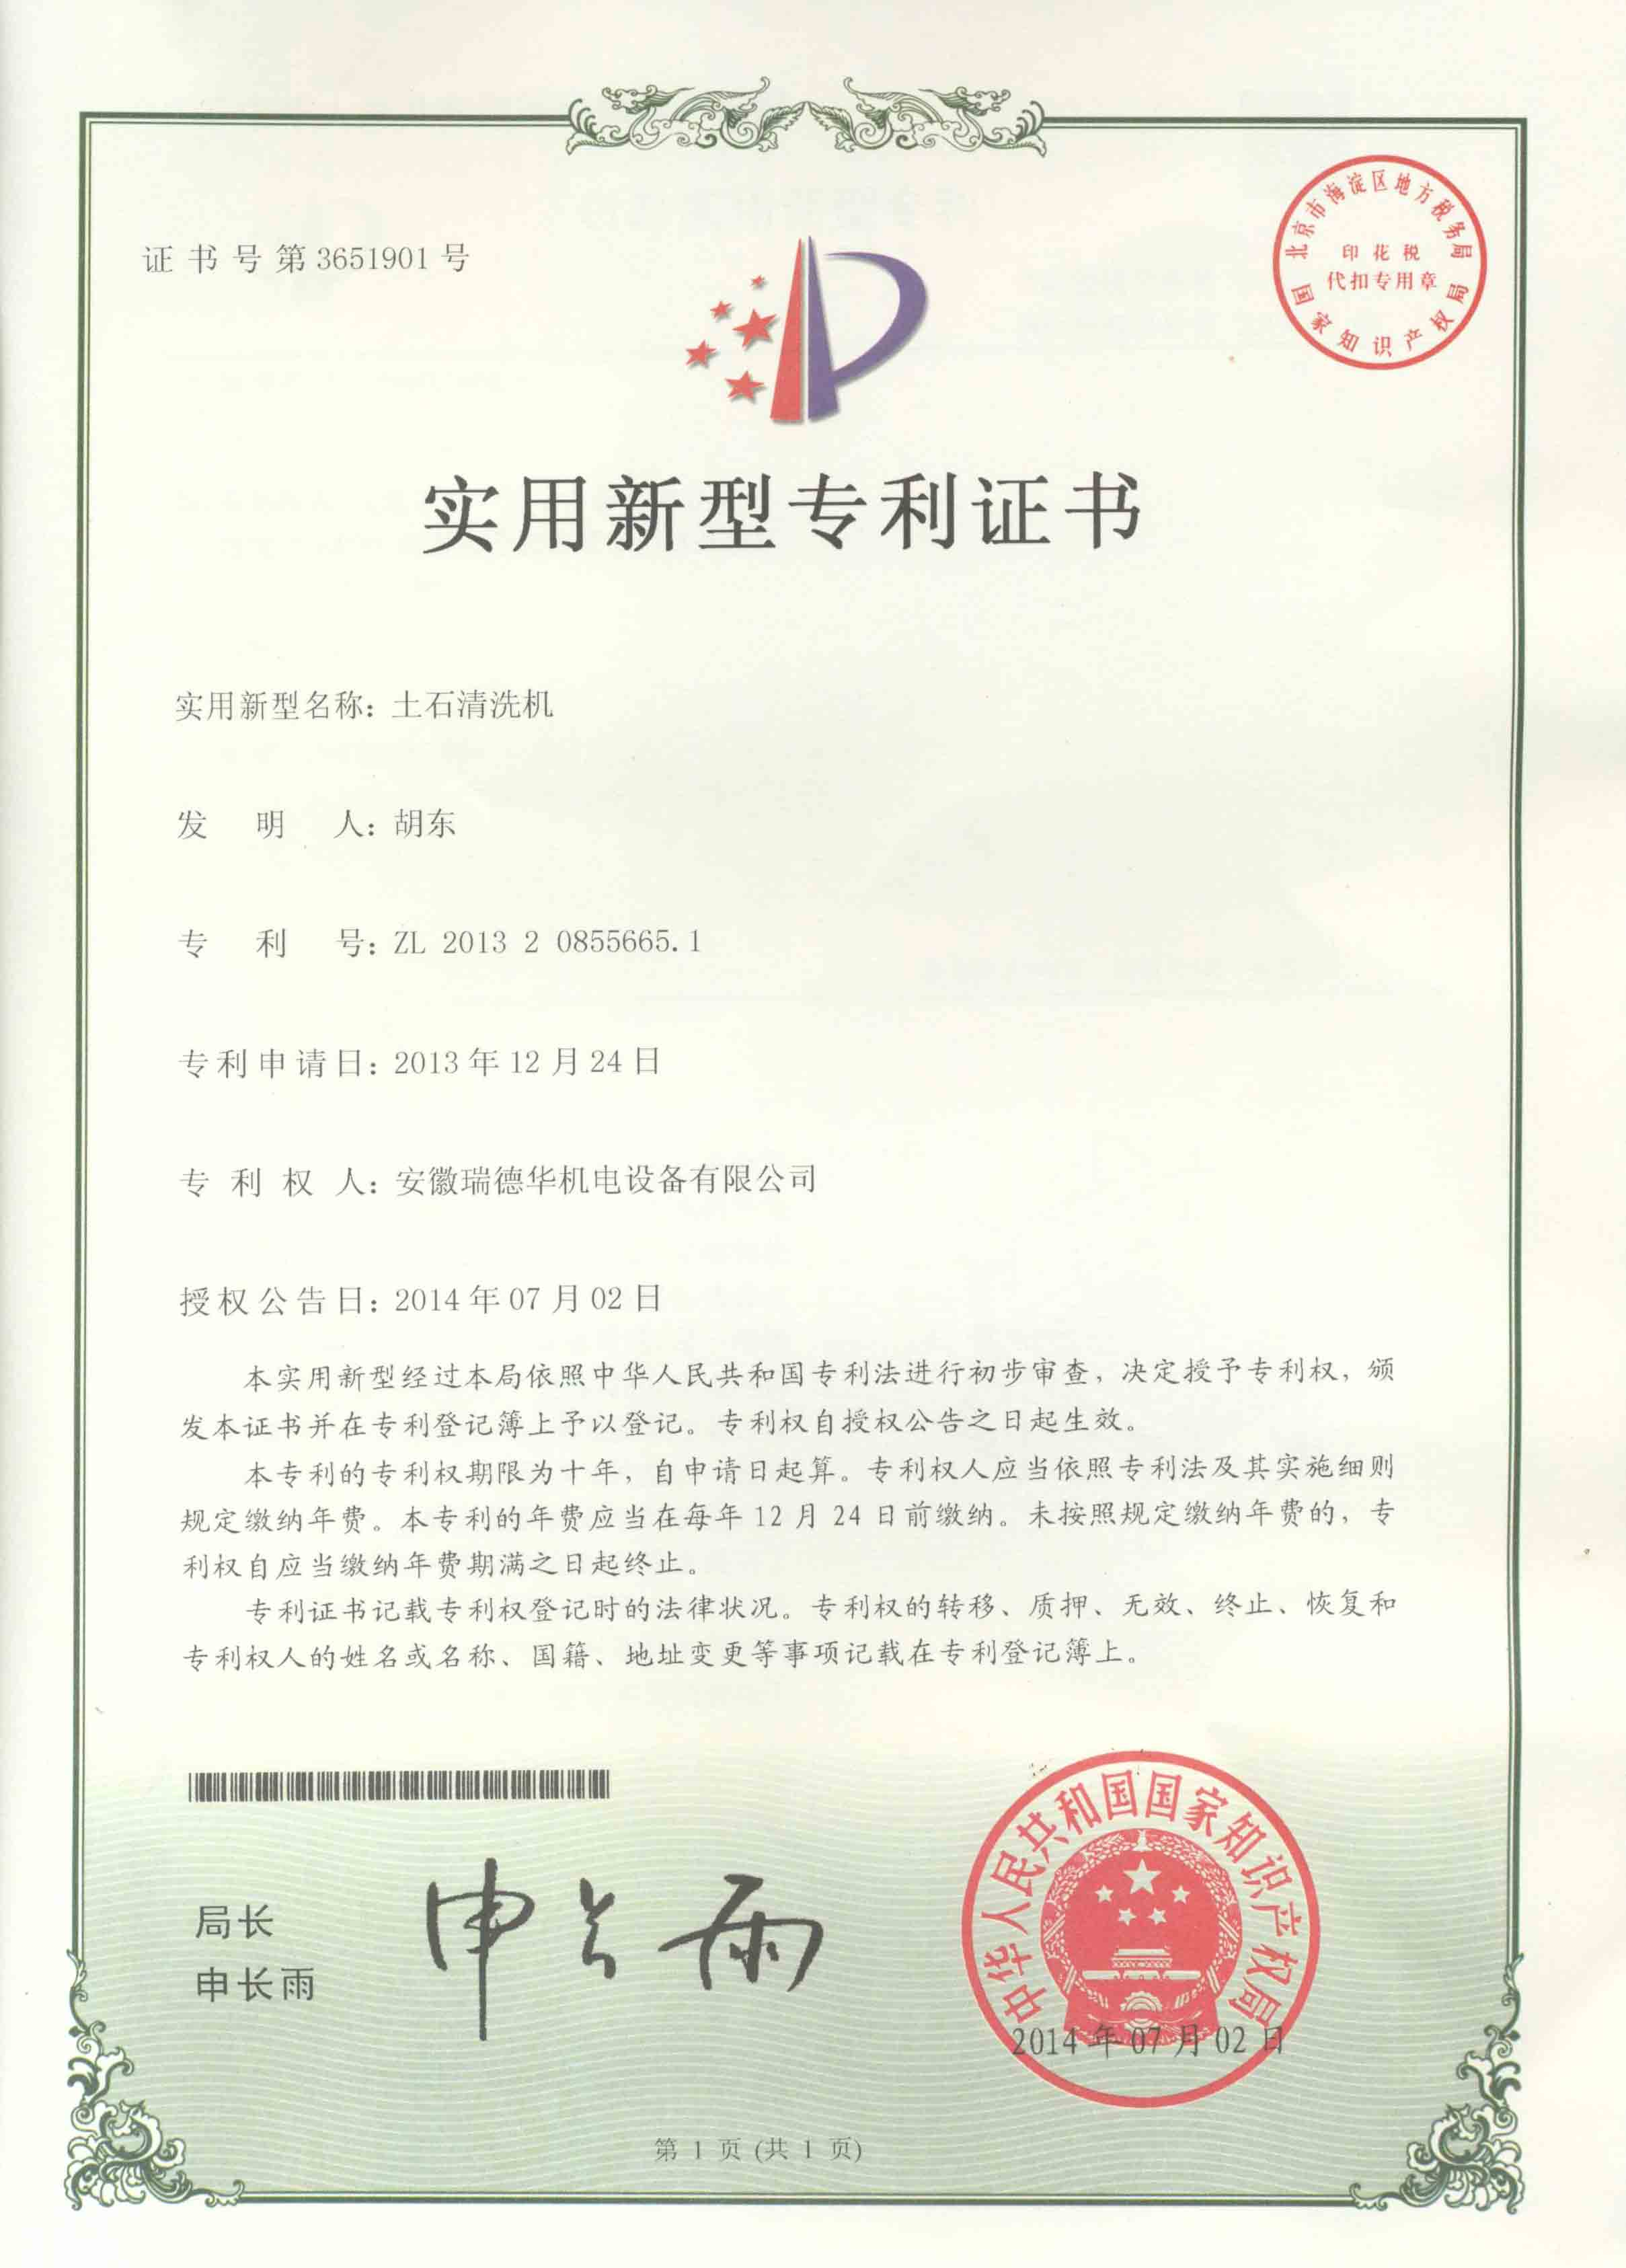 证书号第3651901号
北京市海淀区地方税务局
印花税
代扣专用章
国家知识产权局
实用新型专利证书
实用新型名称：土石清洗机
发明人：胡东
专利号：ZL 2013 2 0855665.1
专利申请日：2013年12月24日
专利权人：安徽瑞德华机电设备有限公司
授权公告日：2014年07月02日
本实用新型经过本局依照中华人民共和国专利法进行初步审查，决定授予专利权，颁
发本证书并在专利登记簿上予以登记。专利权自授权公告之日起生效。
本专利的专利权期限为十年，自申请日起算。专利权人应当依照专利法及其实施细则
规定缴纳年费。本专利的年费应当在每年12月24日前缴纳。未按照规定缴纳年费的，专
利权自应当缴纳年费期满之日起终止。
专利证书记载专利权登记时的法律状况。专利权的转移、质押、无效、终止、恢复和
专利权人的姓名或名称、国籍、地址变更等事项记载在专利登记簿上。
局长
申长雨
申长雨
中华人民共和国国家知识产权局
2014年07月02日
第 1 页 (共 1 页)